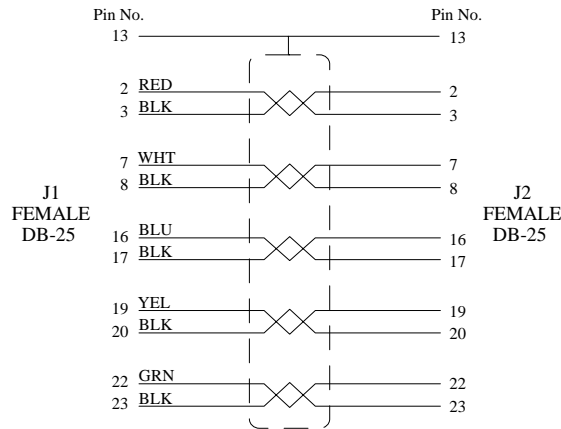 Pin No. Pin No.
13 13
2 RED 2
3 BLK 3
7 WHT 7
8 BLK 8
J1 J2
FEMALE FEMALE
DB-25 DB-25
16 BLU 16
17 BLK 17
19 YEL 19
20 BLK 20
22 GRN 22
23 BLK 23